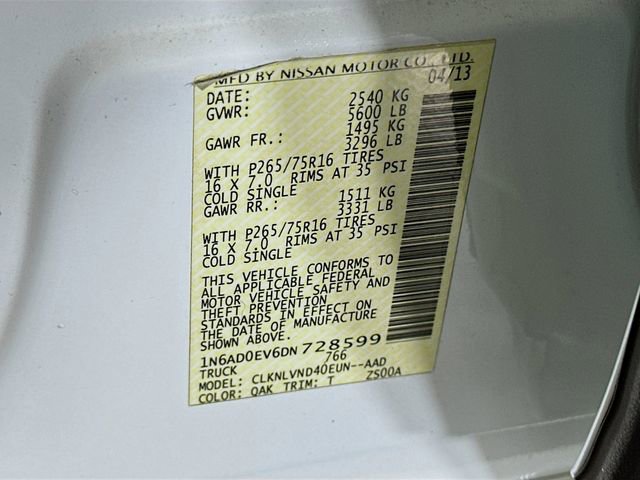 MFD BY NISSAN MOTOR CO., LTD.
DATE: 04/13
GVWR: 2540 KG
5600 LB
GAWR FR.: 1495 KG
3296 LB
WITH P265/75R16 TIRES
16 X 7.0 RIMS AT 35 PSI
COLD SINGLE
GAWR RR.: 1511 KG
3331 LB
WITH P265/75R16 TIRES
16 X 7.0 RIMS AT 35 PSI
COLD SINGLE
THIS VEHICLE CONFORMS TO
ALL APPLICABLE FEDERAL
MOTOR VEHICLE SAFETY AND
THEFT PREVENTION
STANDARDS IN EFFECT ON
THE DATE OF MANUFACTURE
SHOWN ABOVE.
1N6AD0EV6DN728599
TRUCK 766
MODEL: CLKNLVND40EUN--AAD
COLOR: QAK TRIM: T ZS00A